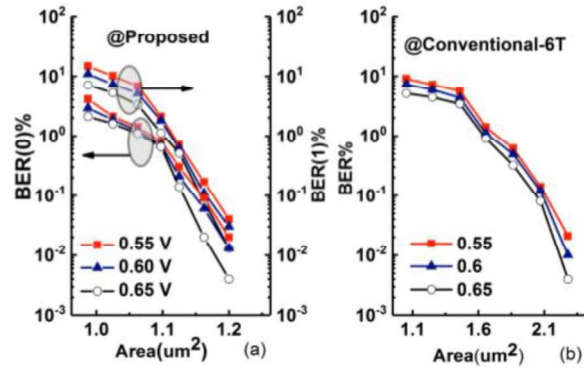 @Proposed
10²
10¹
10⁰
10⁻¹
10⁻²
10⁻³
BER(0)%
0.55 V
0.60 V
0.65 V
1.0 1.1 1.2
Area(um²) (a)
10²
10¹
10⁰
10⁻¹
10⁻²
10⁻³
BER(1)%
@Conventional-6T
10²
10¹
10⁰
10⁻¹
10⁻²
10⁻³
BER%
0.55
0.6
0.65
1.1 1.6 2.1
Area(um²) (b)